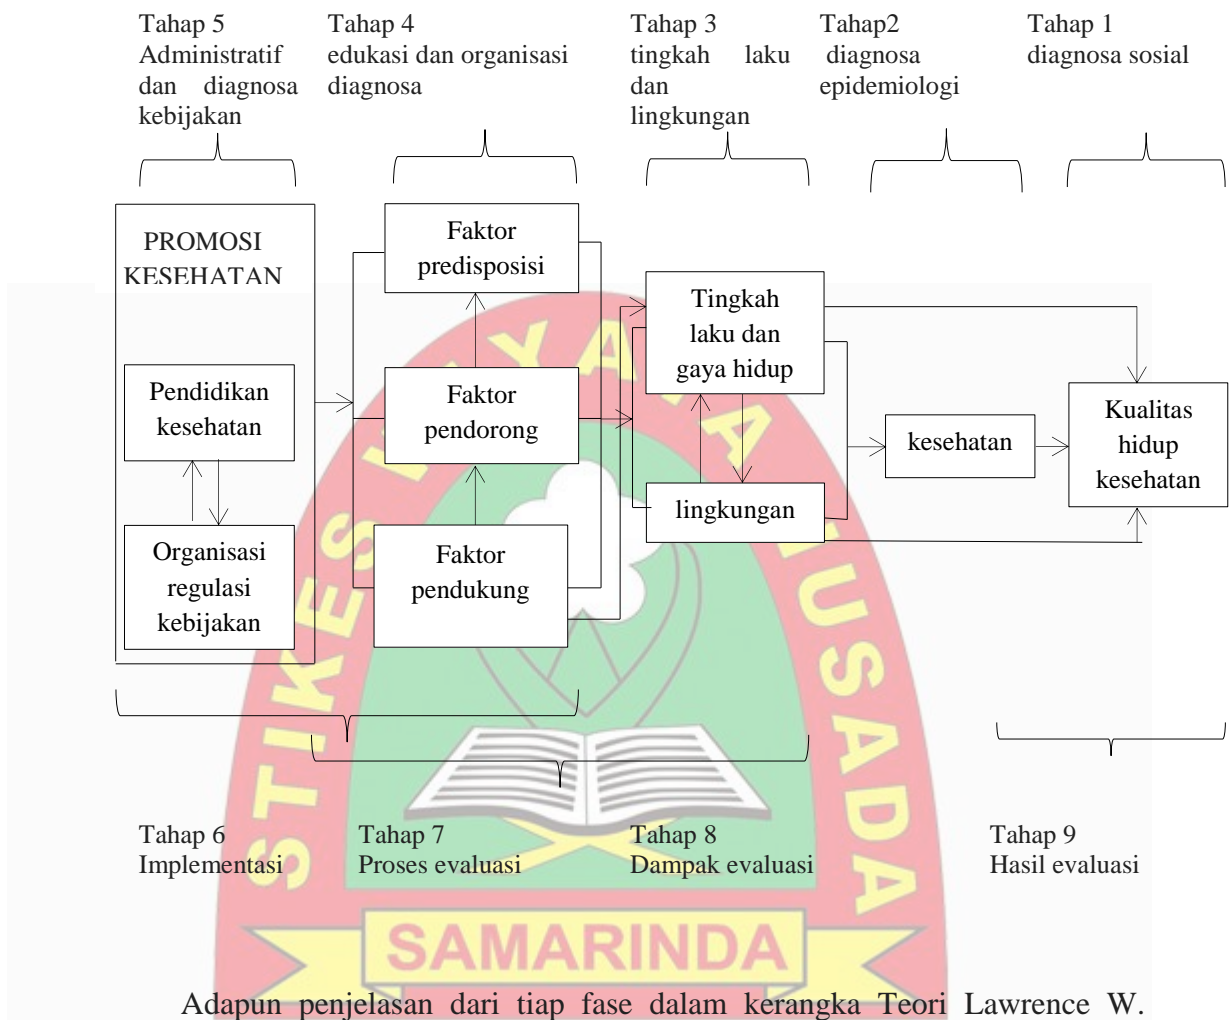 Tahap 5
Administratif
dan diagnosa
kebijakan
Tahap 4
edukasi dan organisasi
diagnosa
Tahap 3
tingkah laku
dan
lingkungan
Tahap2
diagnosa
epidemiologi
Tahap 1
diagnosa sosial
PROMOSI
KESEHATAN
Pendidikan
kesehatan
Organisasi
regulasi
kebijakan
Faktor
predisposisi
Faktor
pendorong
Faktor
pendukung
Tingkah
laku dan
gaya hidup
lingkungan
kesehatan
Kualitas
hidup
kesehatan
Tahap 6
Implementasi
Tahap 7
Proses evaluasi
Tahap 8
Dampak evaluasi
Tahap 9
Hasil evaluasi
STIKES USADA
SAMARINDA
Adapun penjelasan dari tiap fase dalam kerangka Teori Lawrence W.